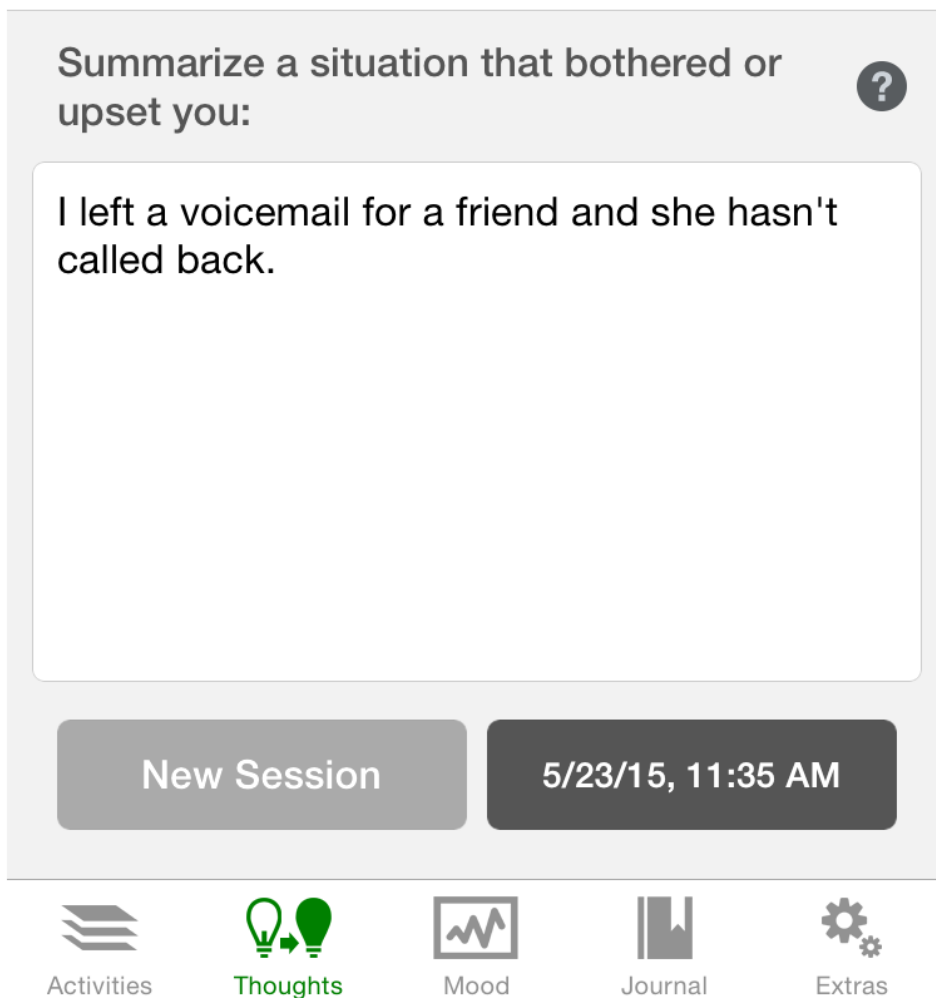 Summarize a situation that bothered or
upset you:
?
I left a voicemail for a friend and she hasn't
called back.
New Session
5/23/15, 11:35 AM
Activities
Thoughts
Mood
Journal
Extras